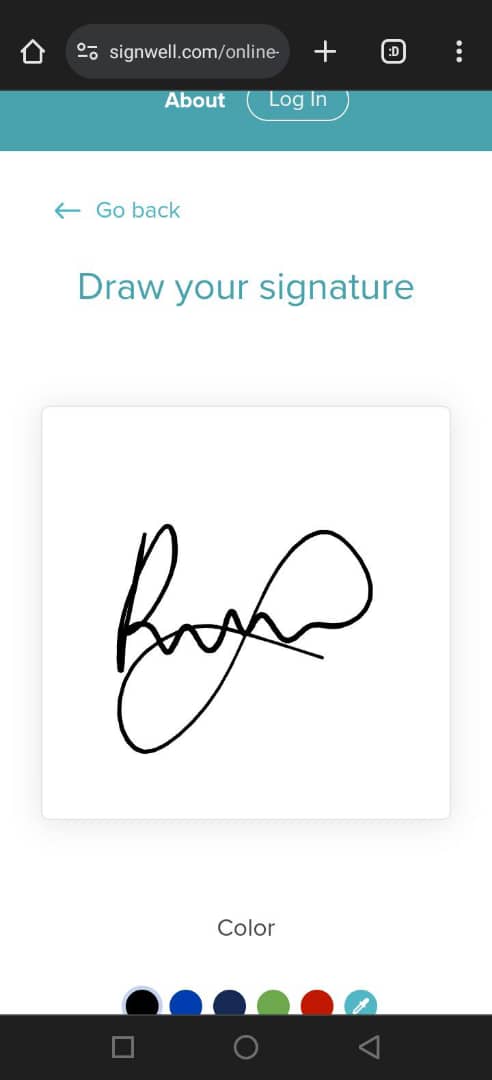 signwell.com/online-
:D
About
Log In
Go back
Draw your signature
Color